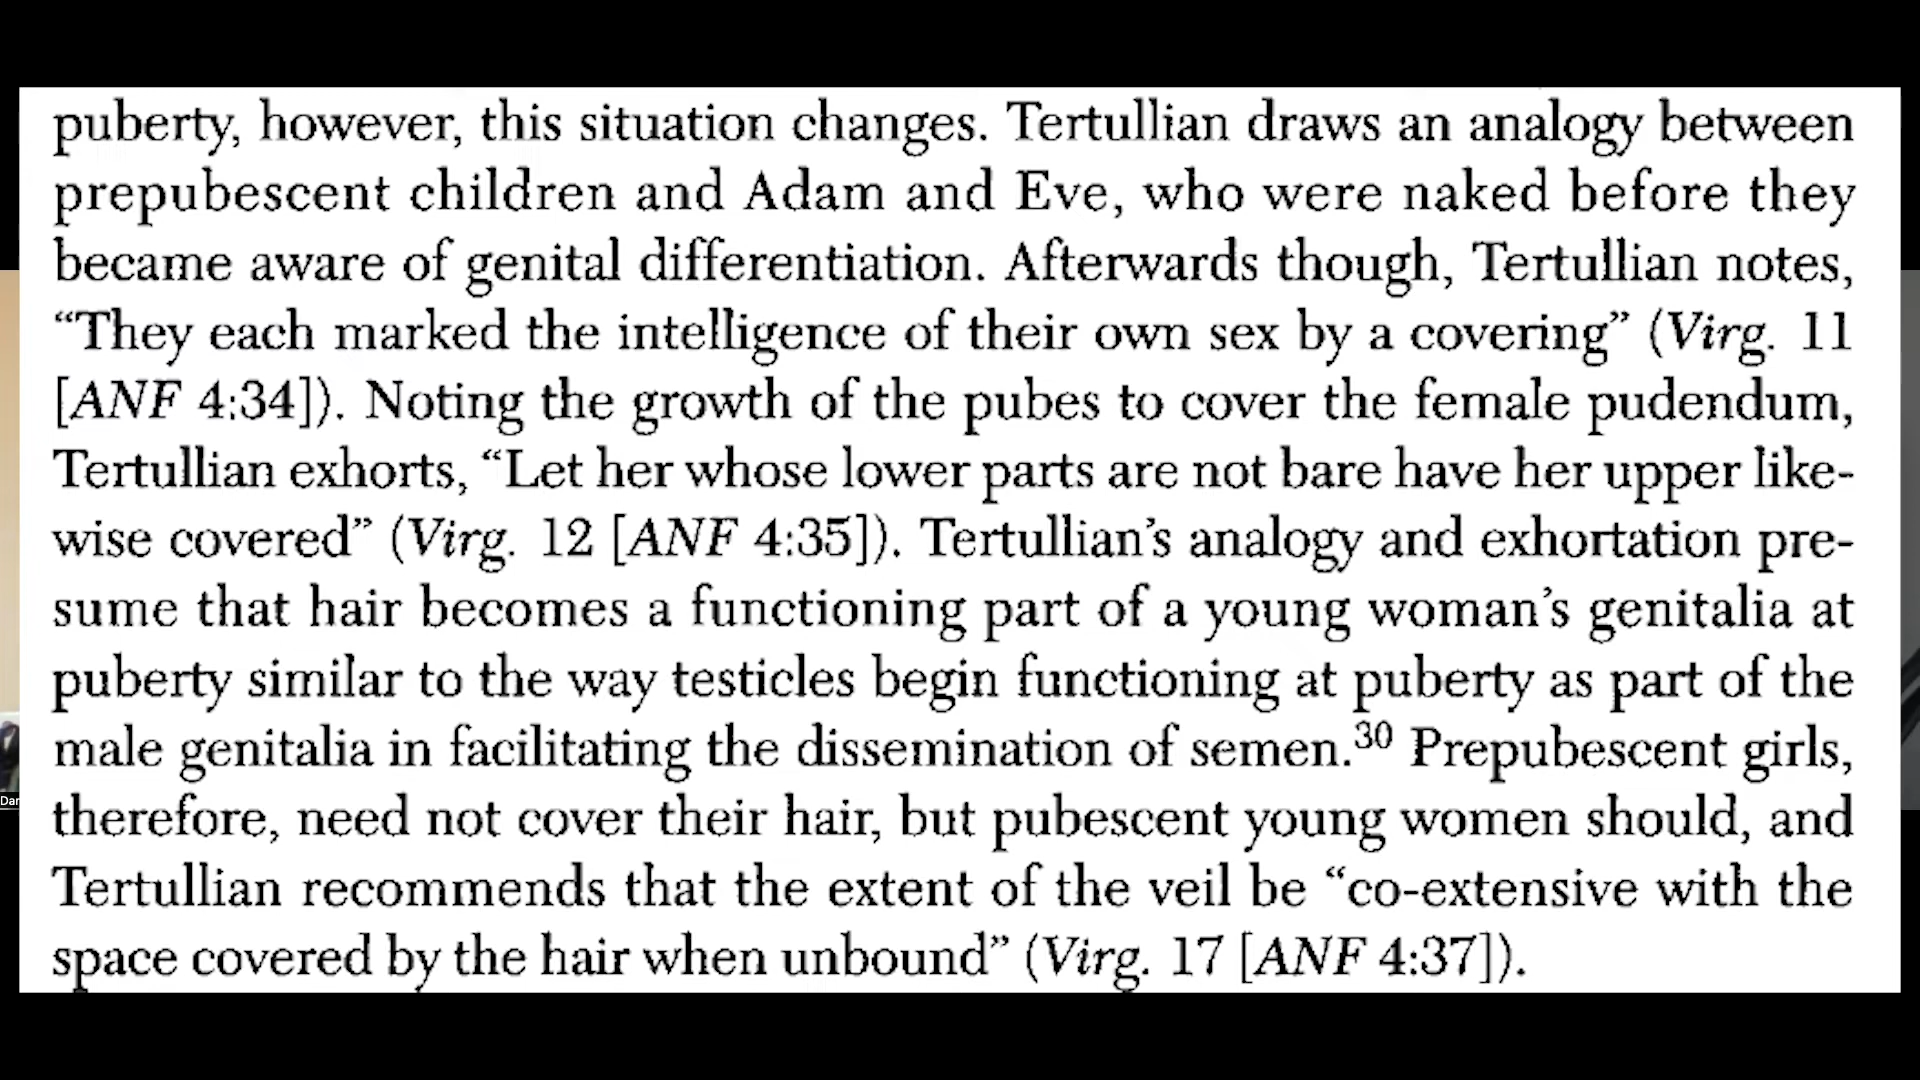 puberty, however, this situation changes. Tertullian draws an analogy between
prepubescent children and Adam and Eve, who were naked before they
became aware of genital differentiation. Afterwards though, Tertullian notes,
“They each marked the intelligence of their own sex by a covering” (Virg. 11
[ANF 4:34]). Noting the growth of the pubes to cover the female pudendum,
Tertullian exhorts, “Let her whose lower parts are not bare have her upper like-
wise covered” (Virg. 12 [ANF 4:35]). Tertullian’s analogy and exhortation pre-
sume that hair becomes a functioning part of a young woman’s genitalia at
puberty similar to the way testicles begin functioning at puberty as part of the
male genitalia in facilitating the dissemination of semen.30 Prepubescent girls,
therefore, need not cover their hair, but pubescent young women should, and
Tertullian recommends that the extent of the veil be “co-extensive with the
space covered by the hair when unbound” (Virg. 17 [ANF 4:37]).
Dan